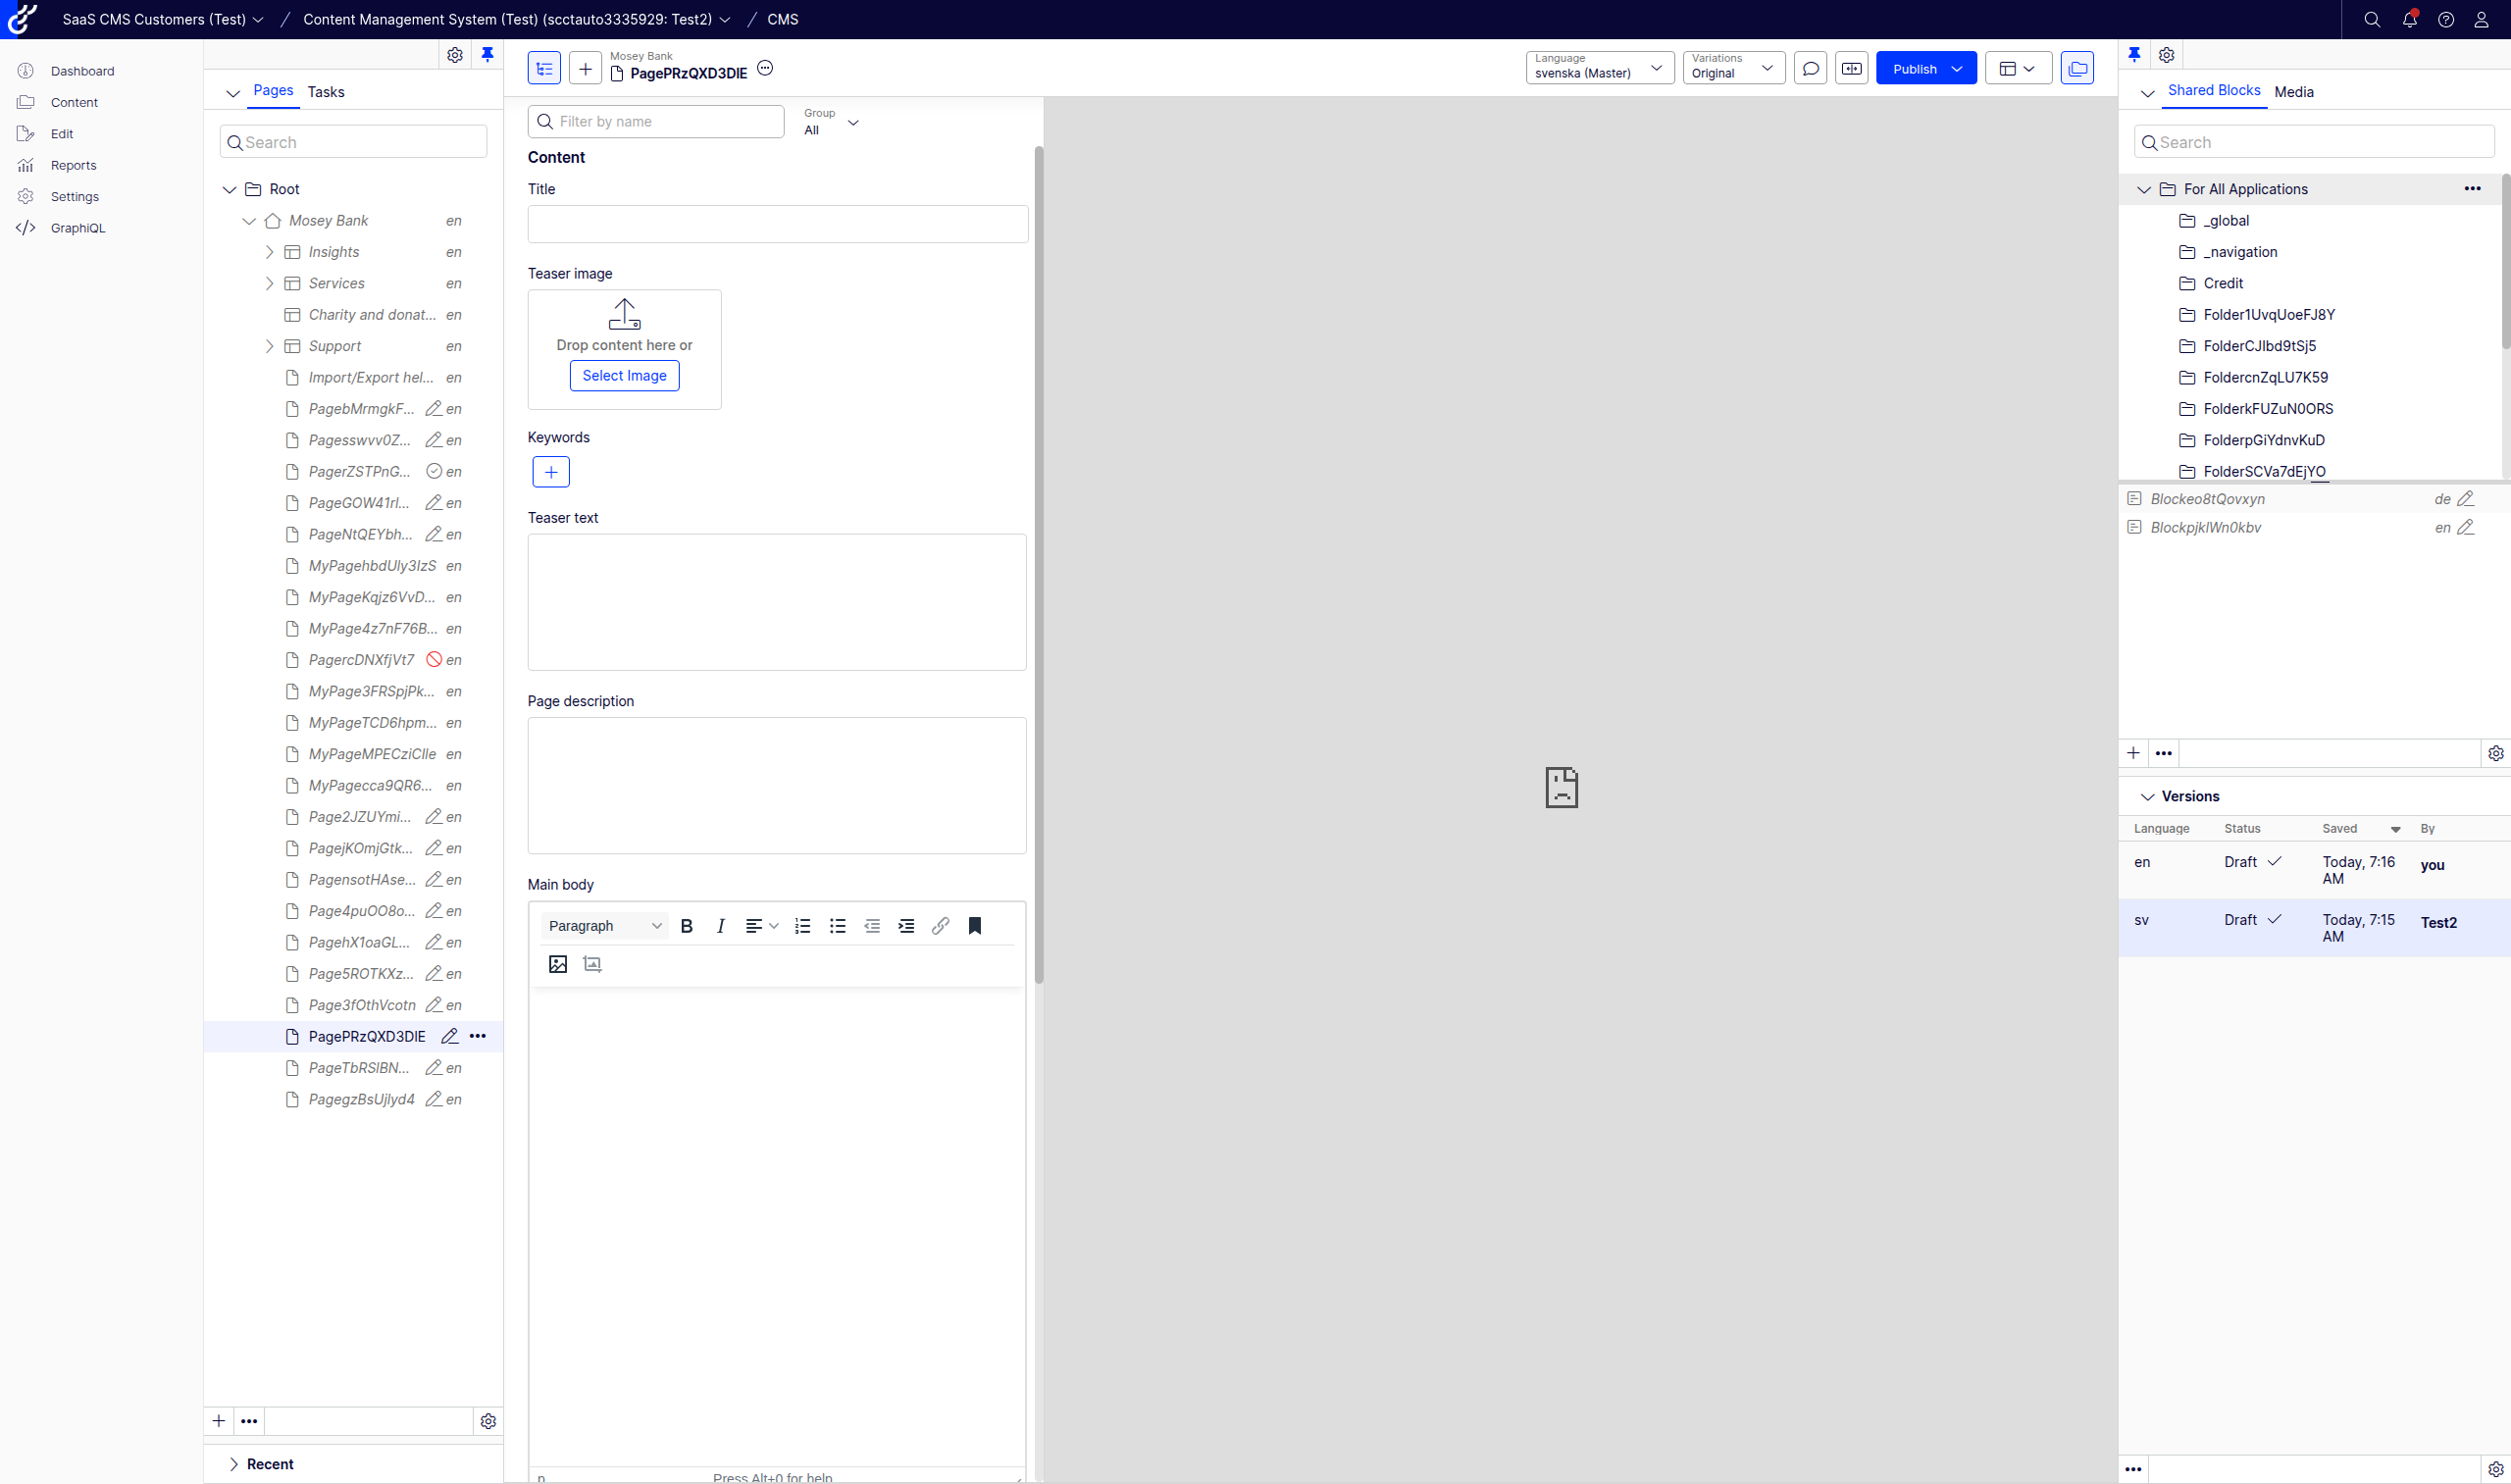 SaaS CMS Customers (Test) / Content Management System (Test) (scctauto3335929: Test2) / CMS
Dashboard
Content
Edit
Reports
Settings
GraphiQL
Pages Tasks
Search
Root
Mosey Bank en
Insights en
Services en
Charity and donat... en
Support en
Import/Export hel... en
PagebMrmgkF... en
Pagesswvv0Z... en
PagerZSTPnG... en
PageGOW41rl... en
PageNtQEYbh... en
MyPagehbdUly3IzS en
MyPageKqjz6VvD... en
MyPage4z7nF76B... en
PagercDNXfjVt7 en
MyPage3FRSpjPk... en
MyPageTCD6hpm... en
MyPageMPECziClle en
MyPagecca9QR6... en
Page2JZUYmi... en
PagejKOmjGtk... en
PagensotHAse... en
Page4puOO8o... en
PagehX1oaGL... en
Page5ROTKXz... en
Page3fOthVcotn en
PagePRzQXD3DlE
PageTbRSlBN... en
PagegzBsUjlyd4 en
Recent
Mosey Bank
PagePRzQXD3DlE
Language
svenska (Master)
Variations
Original
Publish
Filter by name
Group
All
Content
Title
Teaser image
Drop content here or
Select Image
Keywords
Teaser text
Page description
Main body
Paragraph
p
Press Alt+0 for help
Shared Blocks Media
Search
For All Applications
_global
_navigation
Credit
Folder1UvqUoeFJ8Y
FolderCJlbd9tSj5
FoldercnZqLU7K59
FolderkFUZuN0ORS
FolderpGiYdnvKuD
FolderSCVa7dEjYO
Blockeo8tQovxyn de
BlockpjklWn0kbv en
Versions
Language Status Saved By
en Draft Today, 7:16 AM you
sv Draft Today, 7:15 AM Test2